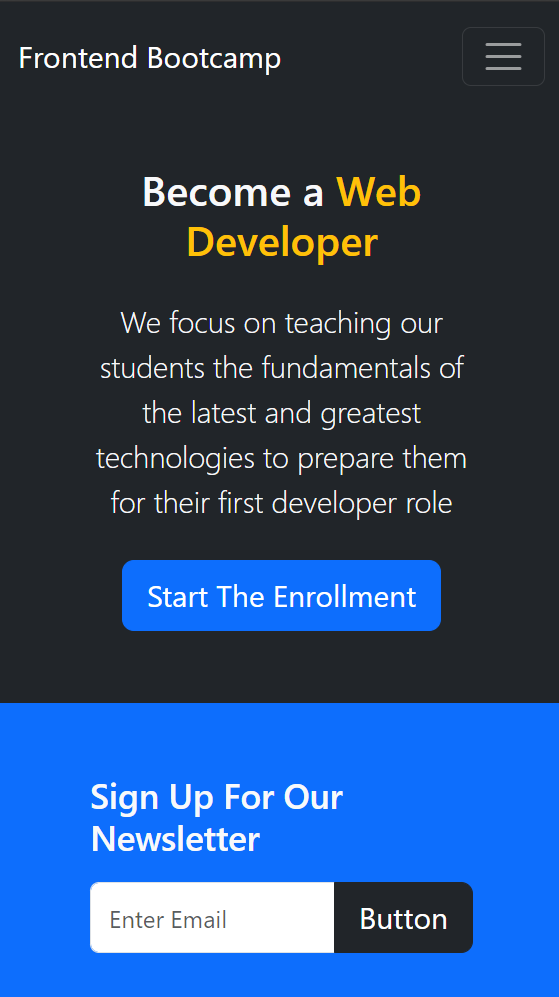 Frontend Bootcamp
Become a Web
Developer
We focus on teaching our
students the fundamentals of
the latest and greatest
technologies to prepare them
for their first developer role
Start The Enrollment
Sign Up For Our
Newsletter
Enter Email
Button